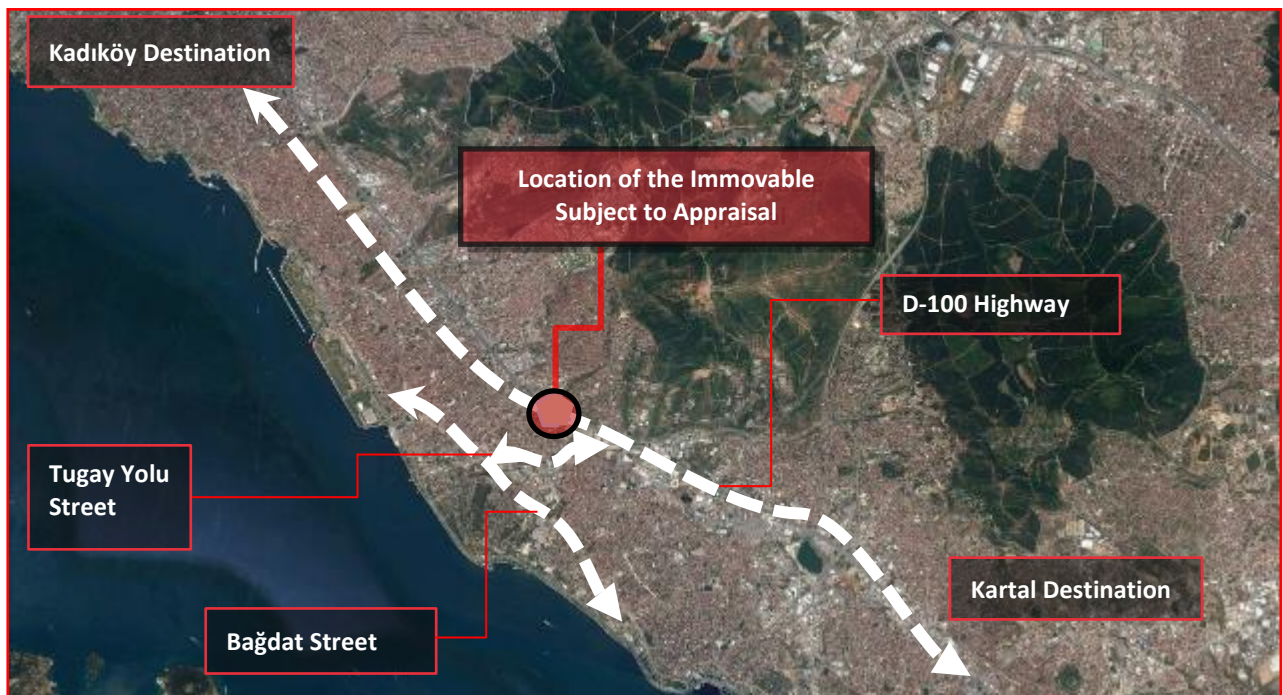 Kadıköy Destination
Location of the Immovable
Subject to Appraisal
D-100 Highway
Tugay Yolu
Street
Kartal Destination
Bağdat Street